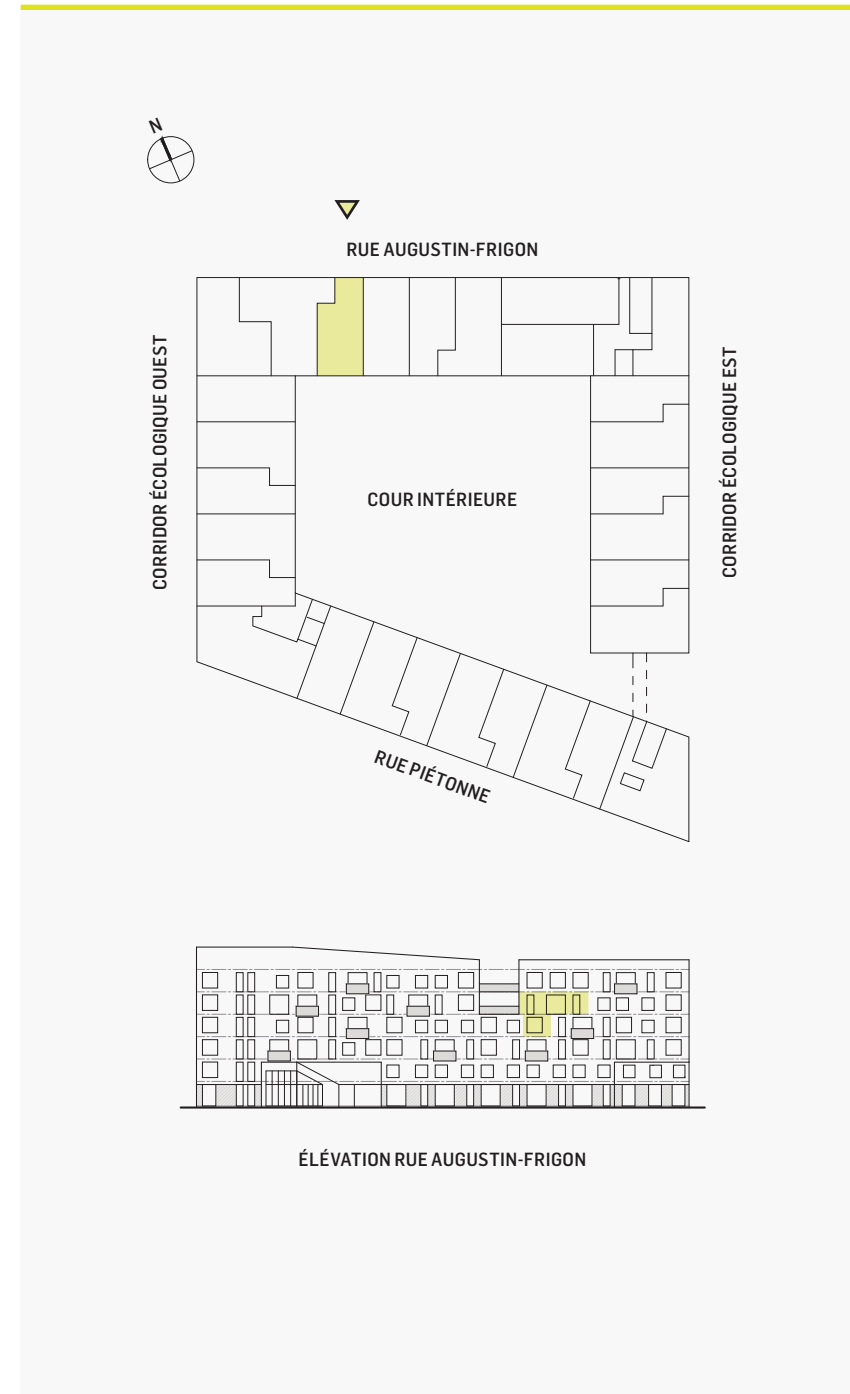 N
RUE AUGUSTIN-FRIGON
CORRIDOR ÉCOLOGIQUE OUEST
CORRIDOR ÉCOLOGIQUE EST
COUR INTÉRIEURE
RUE PIÉTONNE
ÉLÉVATION RUE AUGUSTIN-FRIGON